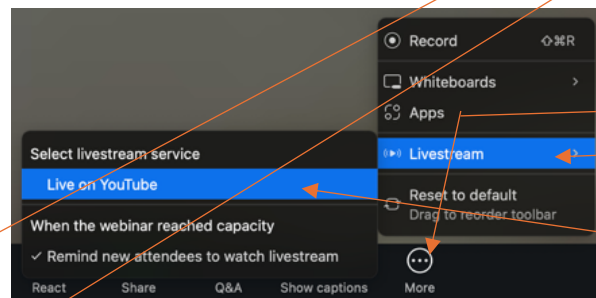 Record ⇧⌘R
Whiteboards
Apps
Livestream
Reset to default
Drag to reorder toolbar
Select livestream service
Live on YouTube
When the webinar reached capacity
✓ Remind new attendees to watch livestream
React Share Q&A Show captions More